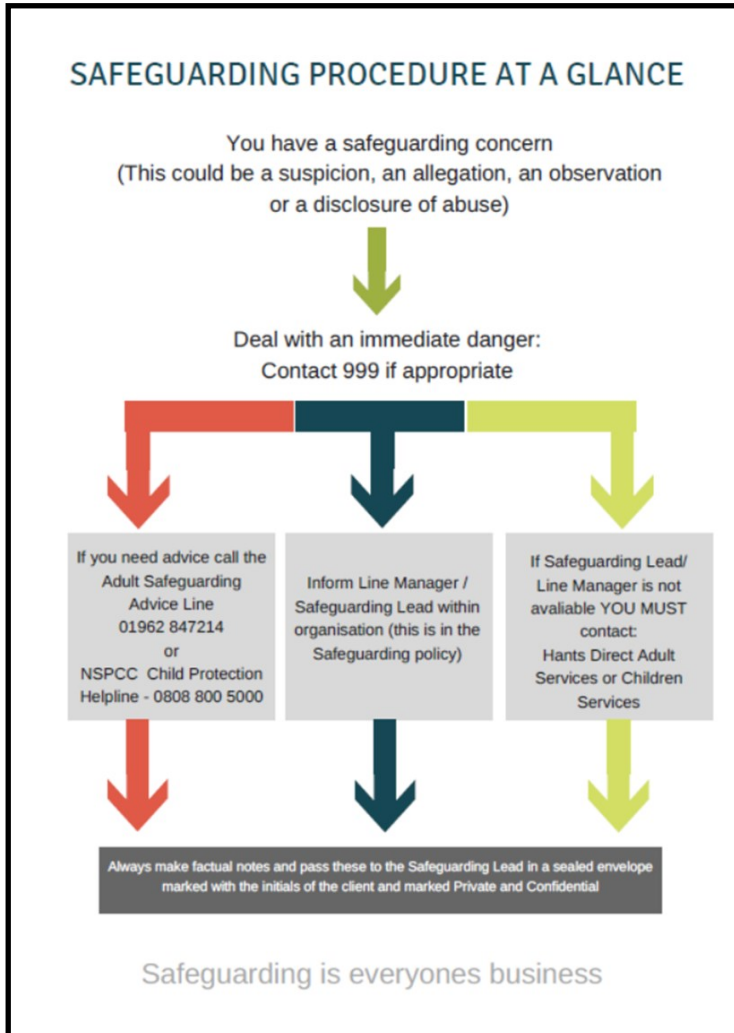 SAFEGUARDING PROCEDURE AT A GLANCE
You have a safeguarding concern
(This could be a suspicion, an allegation, an observation
or a disclosure of abuse)
Deal with an immediate danger:
Contact 999 if appropriate
If you need advice call the
Adult Safeguarding
Advice Line
01962 847214
or
NSPCC Child Protection
Helpline - 0808 800 5000
Inform Line Manager /
Safeguarding Lead within
organisation (this is in the
Safeguarding policy)
If Safeguarding Lead/
Line Manager is not
avaliable YOU MUST
contact:
Hants Direct Adult
Services or Children
Services
Always make factual notes and pass these to the Safeguarding Lead in a sealed envelope
marked with the initials of the client and marked Private and Confidential
Safeguarding is everyones business